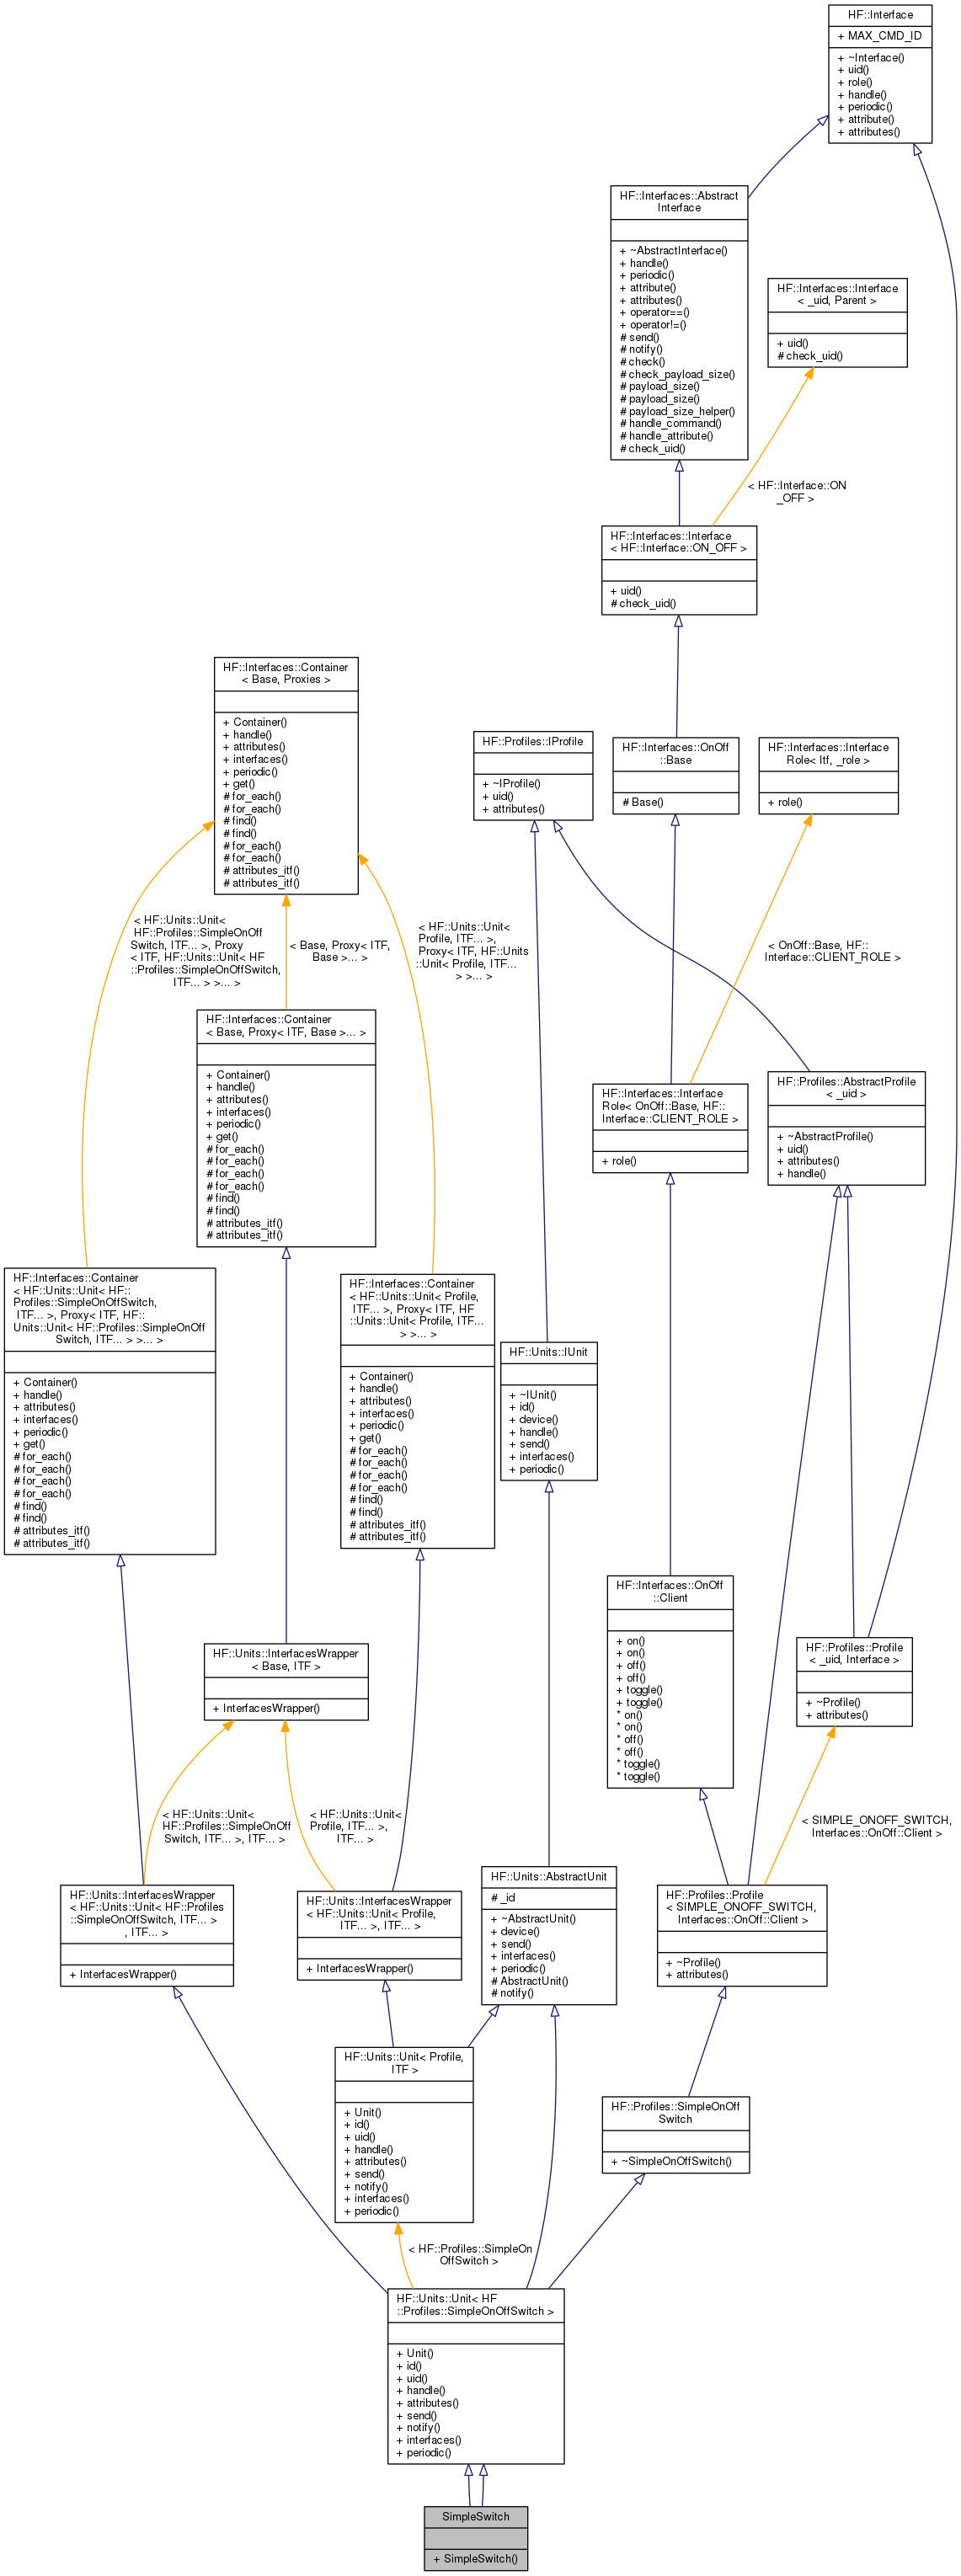 HF::Interface
+ MAX_CMD_ID
+ ~Interface()
+ uid()
+ role()
+ handle()
+ periodic()
+ attribute()
+ attributes()
HF::Interfaces::Abstract
Interface
+ ~AbstractInterface()
+ handle()
+ periodic()
+ attribute()
+ attributes()
+ operator==()
+ operator!=()
# send()
# notify()
# check()
# check_payload_size()
# payload_size()
# payload_size()
# payload_size_helper()
# handle_command()
# handle_attribute()
# check_uid()
HF::Interfaces::Interface
< _uid, Parent >
+ uid()
# check_uid()
< HF::Interface::ON
_OFF >
HF::Interfaces::Interface
< HF::Interface::ON_OFF >
+ uid()
# check_uid()
HF::Interfaces::Container
< Base, Proxies >
+ Container()
+ handle()
+ attributes()
+ interfaces()
+ periodic()
+ get()
# for_each()
# for_each()
# find()
# find()
# for_each()
# for_each()
# attributes_itf()
# attributes_itf()
HF::Profiles::IProfile
+ ~IProfile()
+ uid()
+ attributes()
HF::Interfaces::OnOff
::Base
# Base()
HF::Interfaces::Interface
Role< Itf, _role >
+ role()
< HF::Units::Unit<
HF::Profiles::SimpleOnOff
Switch, ITF... >, Proxy
< ITF, HF::Units::Unit< HF
::Profiles::SimpleOnOffSwitch,
ITF... > >... >
< Base, Proxy< ITF,
Base >... >
< HF::Units::Unit<
Profile, ITF... >,
Proxy< ITF, HF::Units
::Unit< Profile, ITF...
> >... >
< OnOff::Base, HF::
Interface::CLIENT_ROLE >
HF::Interfaces::Container
< Base, Proxy< ITF, Base >... >
+ Container()
+ handle()
+ attributes()
+ interfaces()
+ periodic()
+ get()
# for_each()
# for_each()
# for_each()
# for_each()
# find()
# find()
# attributes_itf()
# attributes_itf()
HF::Interfaces::Interface
Role< OnOff::Base, HF::
Interface::CLIENT_ROLE >
+ role()
HF::Profiles::AbstractProfile
< _uid >
+ ~AbstractProfile()
+ uid()
+ attributes()
+ handle()
HF::Interfaces::Container
< HF::Units::Unit< HF::
Profiles::SimpleOnOffSwitch,
ITF... >, Proxy< ITF, HF::
Units::Unit< HF::Profiles::SimpleOnOff
Switch, ITF... > >... >
+ Container()
+ handle()
+ attributes()
+ interfaces()
+ periodic()
+ get()
# for_each()
# for_each()
# for_each()
# for_each()
# find()
# find()
# attributes_itf()
# attributes_itf()
HF::Interfaces::Container
< HF::Units::Unit< Profile,
ITF... >, Proxy< ITF, HF
::Units::Unit< Profile, ITF...
> >... >
+ Container()
+ handle()
+ attributes()
+ interfaces()
+ periodic()
+ get()
# for_each()
# for_each()
# for_each()
# for_each()
# find()
# find()
# attributes_itf()
# attributes_itf()
HF::Units::IUnit
+ ~IUnit()
+ id()
+ device()
+ handle()
+ send()
+ interfaces()
+ periodic()
HF::Interfaces::OnOff
::Client
+ on()
+ on()
+ off()
+ off()
+ toggle()
+ toggle()
* on()
* on()
* off()
* off()
* toggle()
* toggle()
HF::Units::InterfacesWrapper
< Base, ITF >
+ InterfacesWrapper()
HF::Profiles::Profile
< _uid, Interface >
+ ~Profile()
+ attributes()
< HF::Units::Unit<
HF::Profiles::SimpleOnOff
Switch, ITF... >, ITF... >
< HF::Units::Unit<
Profile, ITF... >,
ITF... >
< SIMPLE_ONOFF_SWITCH,
Interfaces::OnOff::Client >
HF::Units::InterfacesWrapper
< HF::Units::Unit< HF::Profiles
::SimpleOnOffSwitch, ITF... >
, ITF... >
+ InterfacesWrapper()
HF::Units::InterfacesWrapper
< HF::Units::Unit< Profile,
ITF... >, ITF... >
+ InterfacesWrapper()
HF::Units::AbstractUnit
# _id
+ ~AbstractUnit()
+ device()
+ send()
+ interfaces()
+ periodic()
# AbstractUnit()
# notify()
HF::Profiles::Profile
< SIMPLE_ONOFF_SWITCH,
Interfaces::OnOff::Client >
+ ~Profile()
+ attributes()
HF::Units::Unit< Profile,
ITF >
+ Unit()
+ id()
+ uid()
+ handle()
+ attributes()
+ send()
+ notify()
+ interfaces()
+ periodic()
HF::Profiles::SimpleOnOff
Switch
+ ~SimpleOnOffSwitch()
< HF::Profiles::SimpleOn
OffSwitch >
HF::Units::Unit< HF
::Profiles::SimpleOnOffSwitch >
+ Unit()
+ id()
+ uid()
+ handle()
+ attributes()
+ send()
+ notify()
+ interfaces()
+ periodic()
SimpleSwitch
+ SimpleSwitch()